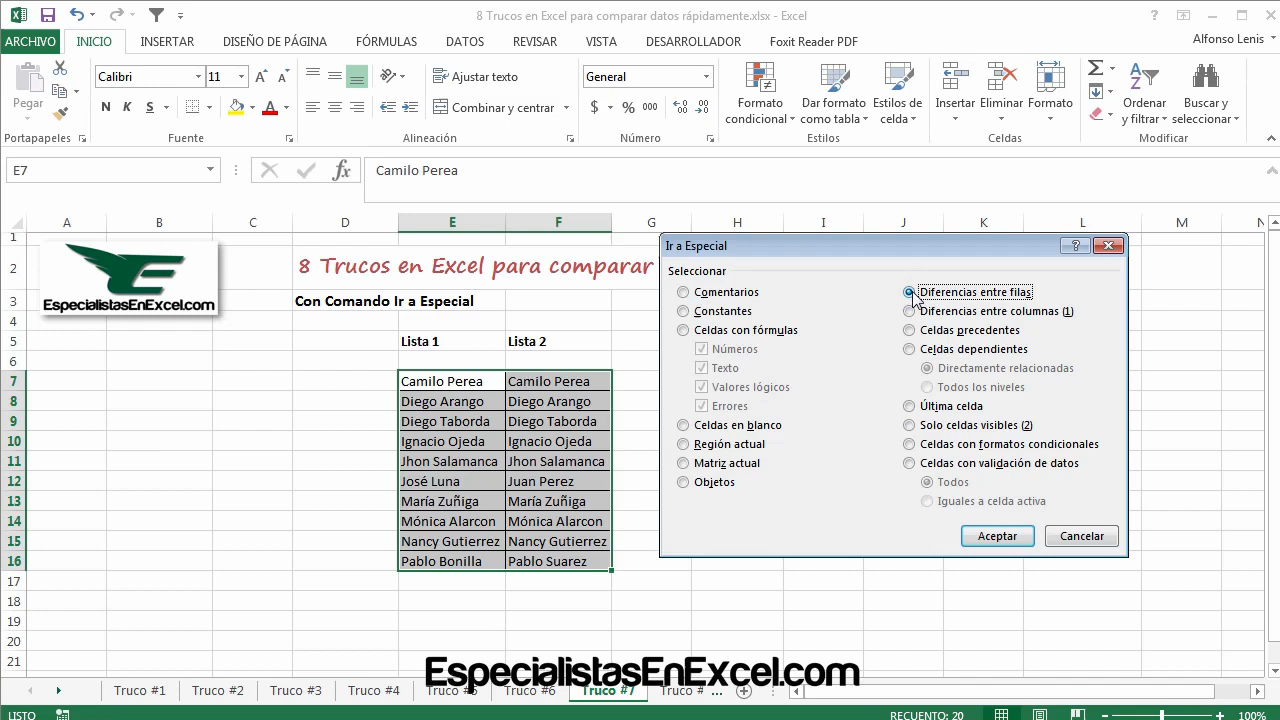 8 Trucos en Excel para comparar datos rápidamente.xlsx - Excel
ARCHIVO INICIO INSERTAR DISEÑO DE PÁGINA FÓRMULAS DATOS REVISAR VISTA DESARROLLADOR Foxit Reader PDF Alfonso Lenis
Pegar
Calibri 11
N K S
Ajustar texto
Combinar y centrar
General
$ % 000
Formato condicional
Dar formato como tabla
Estilos de celda
Insertar Eliminar Formato
Ordenar y filtrar
Buscar y seleccionar
Portapapeles Fuente Alineación Número Estilos Celdas Modificar
E7 fx Camilo Perea
A B C D E F G H I J K L M N
1
2 8 Trucos en Excel para comparar
EspecialistasEnExcel.com
3 Con Comando Ir a Especial
4
5 Lista 1 Lista 2
6
7 Camilo Perea Camilo Perea
8 Diego Arango Diego Arango
9 Diego Taborda Diego Taborda
10 Ignacio Ojeda Ignacio Ojeda
11 Jhon Salamanca Jhon Salamanca
12 José Luna Juan Perez
13 María Zuñiga María Zuñiga
14 Mónica Alarcon Mónica Alarcon
15 Nancy Gutierrez Nancy Gutierrez
16 Pablo Bonilla Pablo Suarez
17
18
19
20
21
Ir a Especial
Seleccionar
Comentarios
Constantes
Celdas con fórmulas
Números
Texto
Valores lógicos
Errores
Celdas en blanco
Región actual
Matriz actual
Objetos
Diferencias entre filas
Diferencias entre columnas (1)
Celdas precedentes
Celdas dependientes
Directamente relacionadas
Todos los niveles
Última celda
Solo celdas visibles (2)
Celdas con formatos condicionales
Celdas con validación de datos
Todos
Iguales a celda activa
Aceptar Cancelar
EspecialistasEnExcel.com
Truco #1 Truco #2 Truco #3 Truco #4 Truco #5 Truco #6 Truco #7 Truco # ...
LISTO RECUENTO: 20 100%